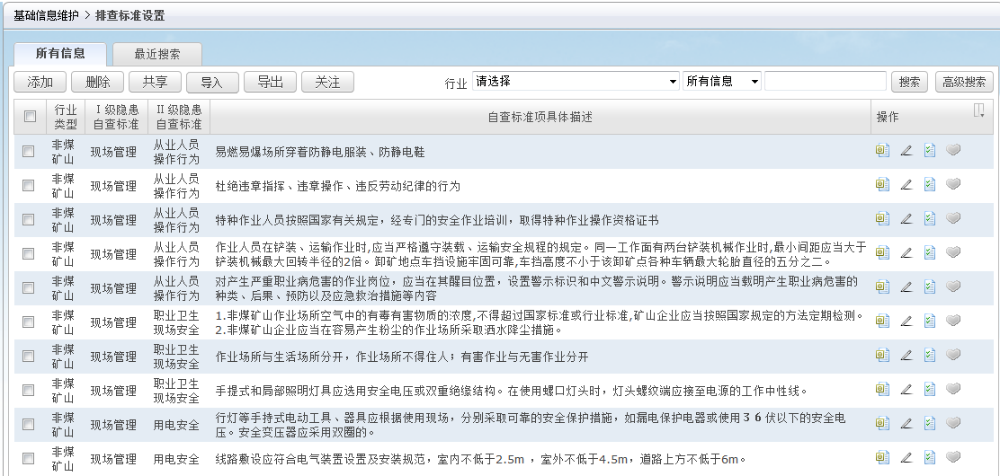 基础信息维护 > 排查标准设置
所有信息 最近搜索
添加 删除 共享 导入 导出 关注 行业 请选择 所有信息 搜索 高级搜索
行业
类型
I 级隐患
自查标准
II 级隐患
自查标准
自查标准项具体描述
操作
非煤
矿山
现场管理
从业人员
操作行为
易燃易爆场所穿着防静电服装、防静电鞋
非煤
矿山
现场管理
从业人员
操作行为
杜绝违章指挥、违章操作、违反劳动纪律的行为
非煤
矿山
现场管理
从业人员
操作行为
特种作业人员按照国家有关规定，经专门的安全作业培训，取得特种作业操作资格证书
非煤
矿山
现场管理
从业人员
操作行为
作业人员在铲装、运输作业时,应当严格遵守装载、运输安全规程的规定。同一工作面有两台铲装机械作业时,最小间距应当大于
铲装机械最大回转半径的2倍。卸矿地点车挡设施牢固可靠,车挡高度不小于该卸矿点各种车辆最大轮胎直径的五分之二。
非煤
矿山
现场管理
从业人员
操作行为
对产生严重职业病危害的作业岗位，应当在其醒目位置，设置警示标识和中文警示说明。警示说明应当载明产生职业病危害的
种类、后果、预防以及应急救治措施等内容
非煤
矿山
现场管理
职业卫生
现场安全
1.非煤矿山作业场所空气中的有毒有害物质的浓度,不得超过国家标准或行业标准,矿山企业应当按照国家规定的方法定期检测。
2.非煤矿山企业应当在容易产生粉尘的作业场所采取洒水降尘措施。
非煤
矿山
现场管理
职业卫生
现场安全
作业场所与生活场所分开，作业场所不得住人；有害作业与无害作业分开
非煤
矿山
现场管理
职业卫生
现场安全
手提式和局部照明灯具应选用安全电压或双重绝缘结构。在使用螺口灯头时，灯头螺纹端应接至电源的工作中性线。
非煤
矿山
现场管理
用电安全
行灯等手持式电动工具、器具应根据使用现场，分别采取可靠的安全保护措施，如漏电保护电器或使用３６伏以下的安全电
压。安全变压器应采用双圈的。
非煤
矿山
现场管理
用电安全
线路敷设应符合电气装置设置及安装规范，室内不低于2.5m ，室外不低于4.5m，道路上方不低于6m。